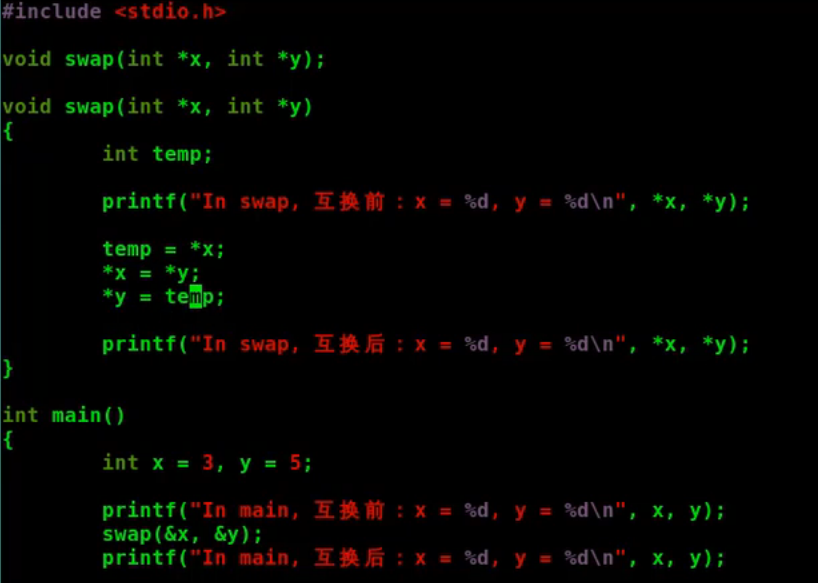 #include <stdio.h>
void swap(int *x, int *y);
void swap(int *x, int *y)
{
int temp;
printf("In swap, 互换前：x = %d, y = %d\n", *x, *y);
temp = *x;
*x = *y;
*y = temp;
printf("In swap, 互换后：x = %d, y = %d\n", *x, *y);
}
int main()
{
int x = 3, y = 5;
printf("In main, 互换前：x = %d, y = %d\n", x, y);
swap(&x, &y);
printf("In main, 互换后：x = %d, y = %d\n", x, y);